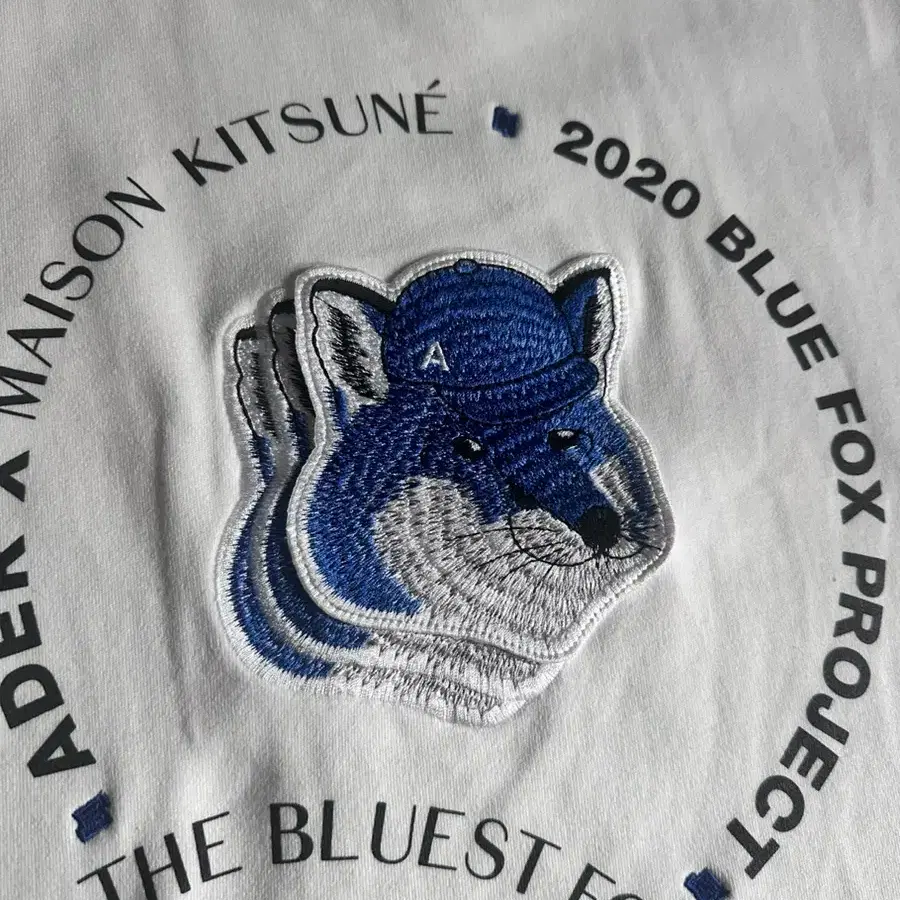 ADER X MAISON KITSUNÉ
2020 BLUE FOX PROJECT
THE BLUEST
A